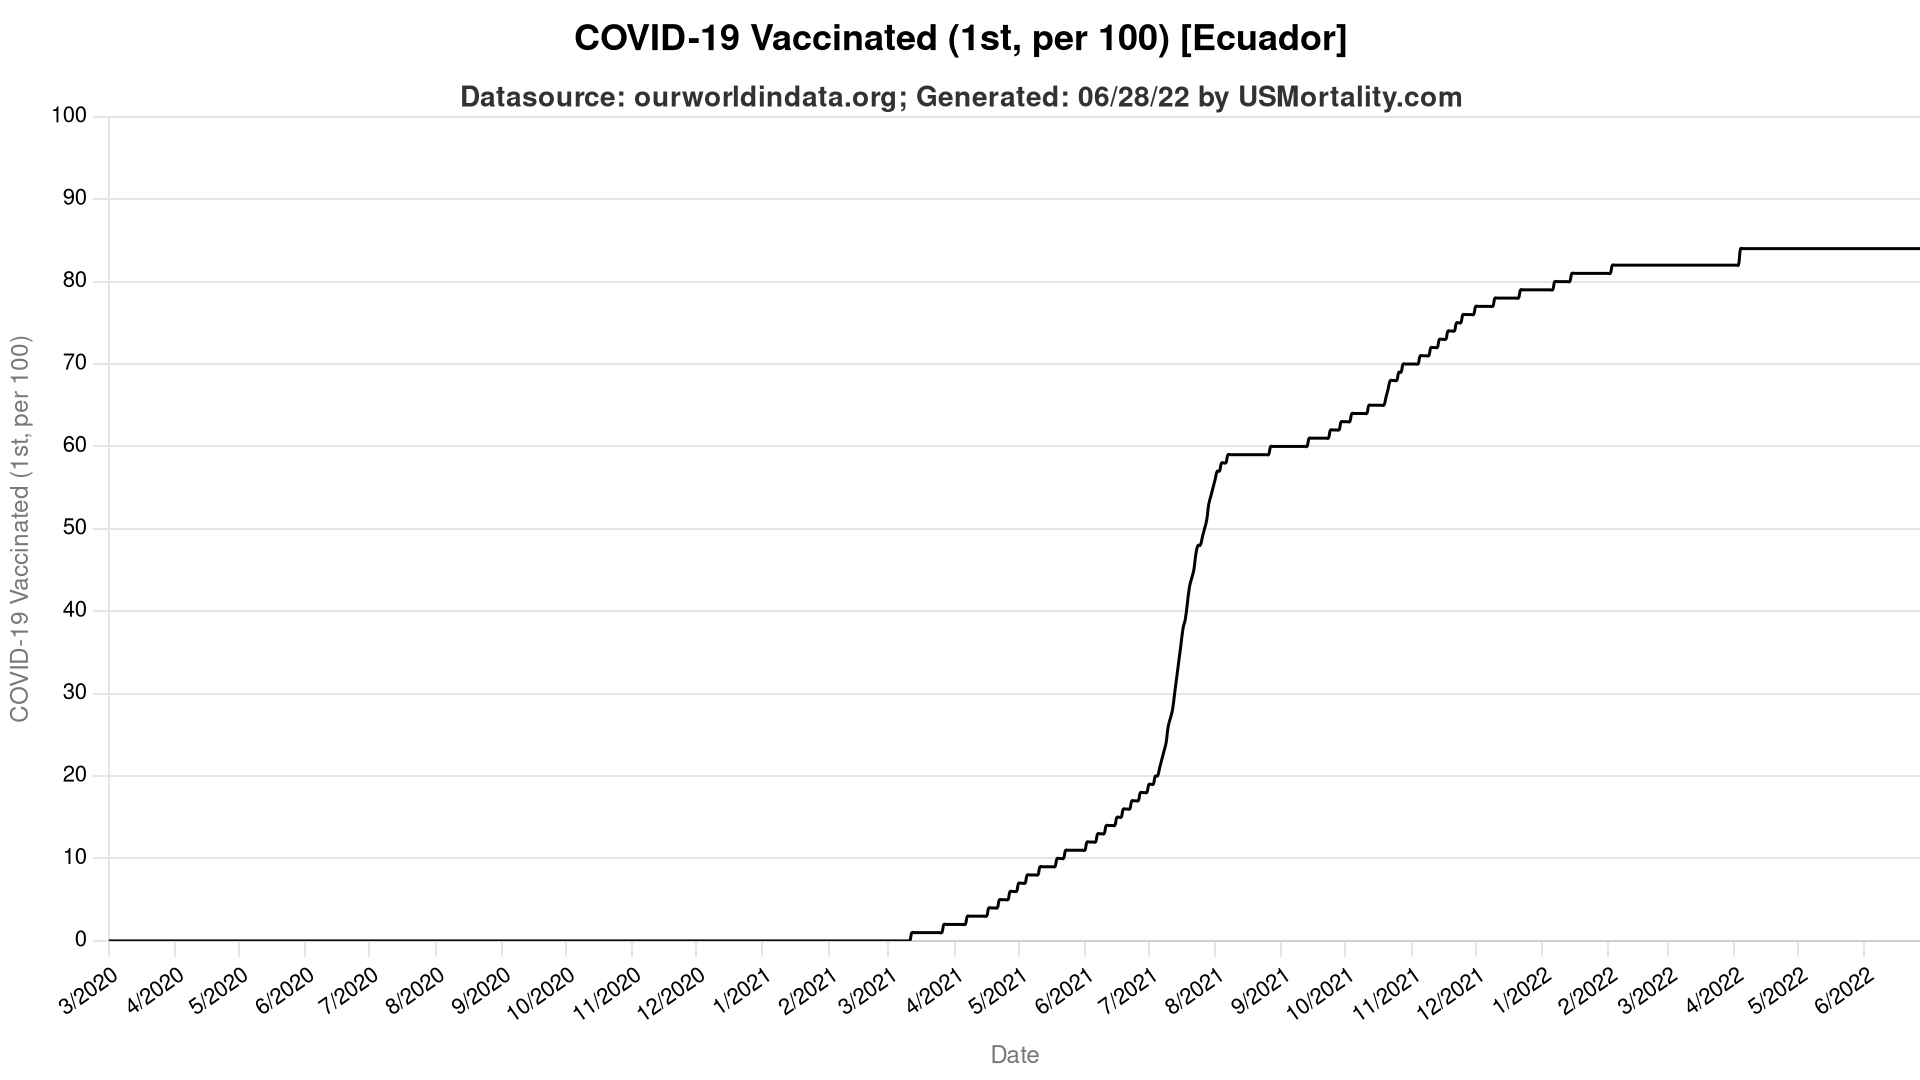 COVID-19 Vaccinated (1st, per 100) [Ecuador]
Datasource: ourworldindata.org; Generated: 06/28/22 by USMortality.com
COVID-19 Vaccinated (1st, per 100)
100
90
80
70
60
50
40
30
20
10
0
3/2020 4/2020 5/2020 6/2020 7/2020 8/2020 9/2020 10/2020 11/2020 12/2020 1/2021 2/2021 3/2021 4/2021 5/2021 6/2021 7/2021 8/2021 9/2021 10/2021 11/2021 12/2021 1/2022 2/2022 3/2022 4/2022 5/2022 6/2022
Date